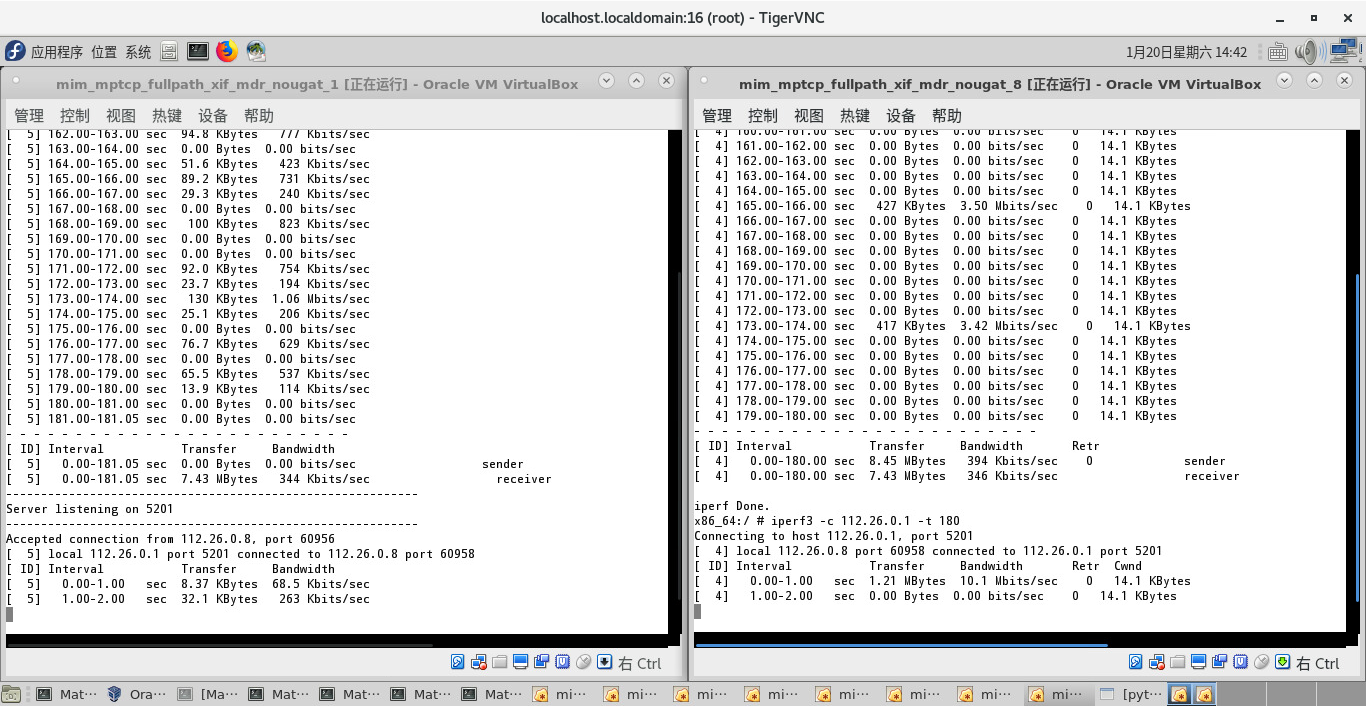 localhost.localdomain:16 (root) - TigerVNC
应用程序 位置 系统
1月20日星期六 14:42
mim_mptcp_fullpath_xif_mdr_nougat_1 [正在运行] - Oracle VM VirtualBox
管理 控制 视图 热键 设备 帮助
[  5] 162.00-163.00 sec  94.8 KBytes   777 Kbits/sec
[  5] 163.00-164.00 sec  0.00 Bytes  0.00 bits/sec
[  5] 164.00-165.00 sec  51.6 KBytes   423 Kbits/sec
[  5] 165.00-166.00 sec  89.2 KBytes   731 Kbits/sec
[  5] 166.00-167.00 sec  29.3 KBytes   240 Kbits/sec
[  5] 167.00-168.00 sec  0.00 Bytes  0.00 bits/sec
[  5] 168.00-169.00 sec   100 KBytes   823 Kbits/sec
[  5] 169.00-170.00 sec  0.00 Bytes  0.00 bits/sec
[  5] 170.00-171.00 sec  0.00 Bytes  0.00 bits/sec
[  5] 171.00-172.00 sec  92.0 KBytes   754 Kbits/sec
[  5] 172.00-173.00 sec  23.7 KBytes   194 Kbits/sec
[  5] 173.00-174.00 sec   130 KBytes  1.06 Mbits/sec
[  5] 174.00-175.00 sec  25.1 KBytes   206 Kbits/sec
[  5] 175.00-176.00 sec  0.00 Bytes  0.00 bits/sec
[  5] 176.00-177.00 sec  76.7 KBytes   629 Kbits/sec
[  5] 177.00-178.00 sec  0.00 Bytes  0.00 bits/sec
[  5] 178.00-179.00 sec  65.5 KBytes   537 Kbits/sec
[  5] 179.00-180.00 sec  13.9 KBytes   114 Kbits/sec
[  5] 180.00-181.00 sec  0.00 Bytes  0.00 bits/sec
[  5] 181.00-181.05 sec  0.00 Bytes  0.00 bits/sec
- - - - - - - - - - - - - - - - - - - - - - - - -
[ ID] Interval           Transfer     Bandwidth
[  5]   0.00-181.05 sec  0.00 Bytes  0.00 bits/sec                  sender
[  5]   0.00-181.05 sec  7.43 MBytes   344 Kbits/sec                  receiver
-----------------------------------------------------------
Server listening on 5201
-----------------------------------------------------------
Accepted connection from 112.26.0.8, port 60956
[  5] local 112.26.0.1 port 5201 connected to 112.26.0.8 port 60958
[ ID] Interval           Transfer     Bandwidth
[  5]   0.00-1.00   sec  8.37 KBytes  68.5 Kbits/sec
[  5]   1.00-2.00   sec  32.1 KBytes   263 Kbits/sec
右 Ctrl
mim_mptcp_fullpath_xif_mdr_nougat_8 [正在运行] - Oracle VM VirtualBox
管理 控制 视图 热键 设备 帮助
[  4] 160.00-161.00 sec  0.00 Bytes  0.00 bits/sec    0   14.1 KBytes
[  4] 161.00-162.00 sec  0.00 Bytes  0.00 bits/sec    0   14.1 KBytes
[  4] 162.00-163.00 sec  0.00 Bytes  0.00 bits/sec    0   14.1 KBytes
[  4] 163.00-164.00 sec  0.00 Bytes  0.00 bits/sec    0   14.1 KBytes
[  4] 164.00-165.00 sec  0.00 Bytes  0.00 bits/sec    0   14.1 KBytes
[  4] 165.00-166.00 sec   427 KBytes  3.50 Mbits/sec    0   14.1 KBytes
[  4] 166.00-167.00 sec  0.00 Bytes  0.00 bits/sec    0   14.1 KBytes
[  4] 167.00-168.00 sec  0.00 Bytes  0.00 bits/sec    0   14.1 KBytes
[  4] 168.00-169.00 sec  0.00 Bytes  0.00 bits/sec    0   14.1 KBytes
[  4] 169.00-170.00 sec  0.00 Bytes  0.00 bits/sec    0   14.1 KBytes
[  4] 170.00-171.00 sec  0.00 Bytes  0.00 bits/sec    0   14.1 KBytes
[  4] 171.00-172.00 sec  0.00 Bytes  0.00 bits/sec    0   14.1 KBytes
[  4] 172.00-173.00 sec  0.00 Bytes  0.00 bits/sec    0   14.1 KBytes
[  4] 173.00-174.00 sec   417 KBytes  3.42 Mbits/sec    0   14.1 KBytes
[  4] 174.00-175.00 sec  0.00 Bytes  0.00 bits/sec    0   14.1 KBytes
[  4] 175.00-176.00 sec  0.00 Bytes  0.00 bits/sec    0   14.1 KBytes
[  4] 176.00-177.00 sec  0.00 Bytes  0.00 bits/sec    0   14.1 KBytes
[  4] 177.00-178.00 sec  0.00 Bytes  0.00 bits/sec    0   14.1 KBytes
[  4] 178.00-179.00 sec  0.00 Bytes  0.00 bits/sec    0   14.1 KBytes
[  4] 179.00-180.00 sec  0.00 Bytes  0.00 bits/sec    0   14.1 KBytes
- - - - - - - - - - - - - - - - - - - - - - - - -
[ ID] Interval           Transfer     Bandwidth       Retr
[  4]   0.00-180.00 sec  8.45 MBytes   394 Kbits/sec    0             sender
[  4]   0.00-180.00 sec  7.43 MBytes   346 Kbits/sec                  receiver
iperf Done.
x86_64:/ # iperf3 -c 112.26.0.1 -t 180
Connecting to host 112.26.0.1, port 5201
[  4] local 112.26.0.8 port 60958 connected to 112.26.0.1 port 5201
[ ID] Interval           Transfer     Bandwidth       Retr  Cwnd
[  4]   0.00-1.00   sec  1.21 MBytes  10.1 Mbits/sec    0   14.1 KBytes
[  4]   1.00-2.00   sec  0.00 Bytes  0.00 bits/sec    0   14.1 KBytes
右 Ctrl
Mat… Ora… [Ma… Mat… Mat… Mat… Mat… mi… mi… mi… mi… mi… mi… mi… mi… [pyt…